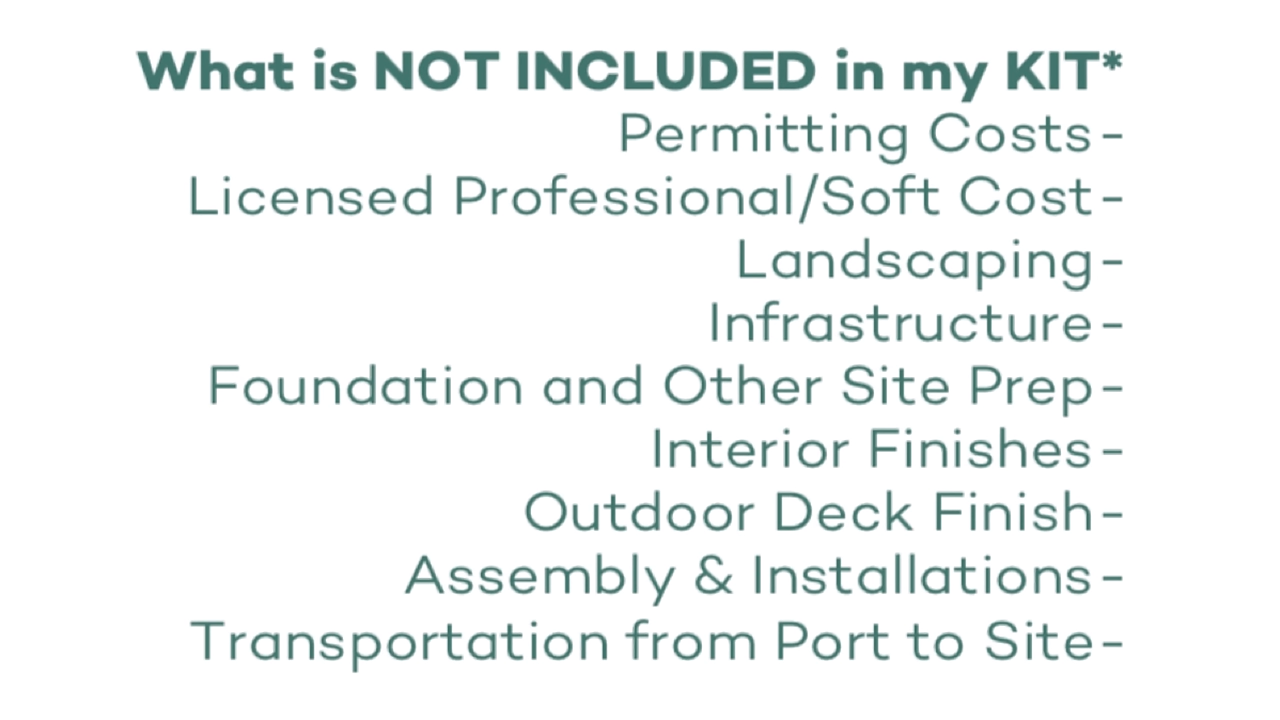 What is NOT INCLUDED in my KIT*
Permitting Costs-
Licensed Professional/Soft Cost-
Landscaping-
Infrastructure-
Foundation and Other Site Prep-
Interior Finishes-
Outdoor Deck Finish-
Assembly & Installations-
Transportation from Port to Site-